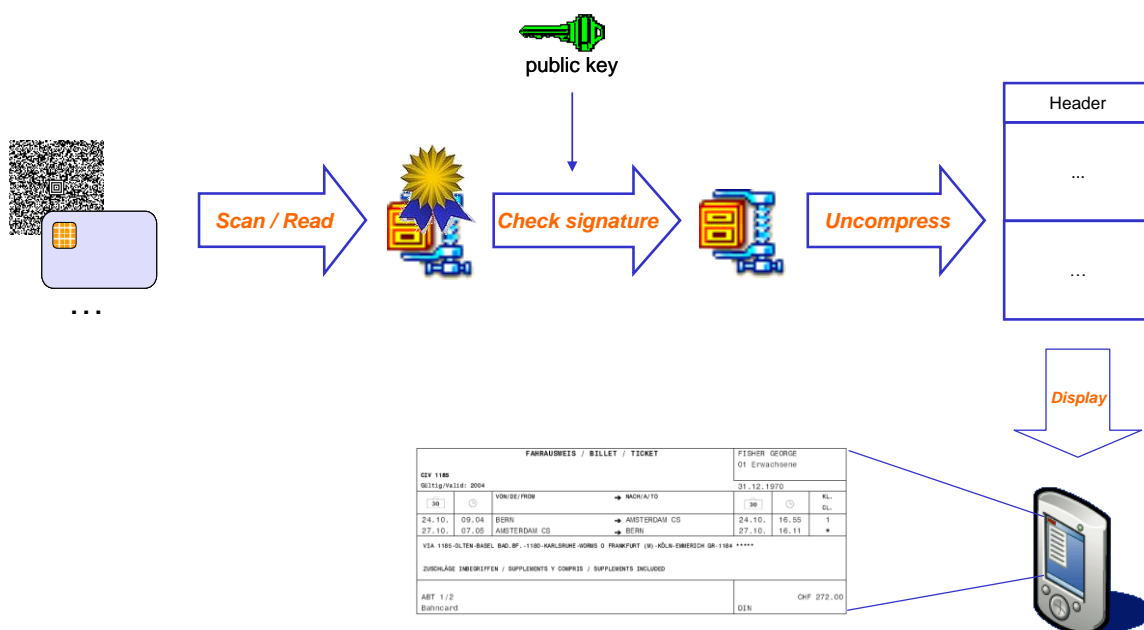 public key
Header
...
...
Scan / Read
Check signature
Uncompress
...
Display
FAHRAUSWEIS / BILLET / TICKET
FISHER GEORGE
01 Erwachsene
CIV 1185
Gültig/Valid: 2004
31.12.1970
30
VON/DE/FROM
➔ NACH/A/TO
30
KL.
CL.
24.10. 09.04 BERN ➔ AMSTERDAM CS 24.10. 16.55 1
27.10. 07.05 AMSTERDAM CS ➔ BERN 27.10. 16.11 *
VIA 1185-OLTEN-BASEL BAD.BF.-1180-KARLSRUHE-WORMS O FRANKFURT (M)-KÖLN-EMMERICH GR-1184 *****
ZUSCHLÄGE INBEGRIFFEN / SUPPLEMENTS Y COMPRIS / SUPPLEMENTS INCLUDED
ABT 1/2
CHF 272.00
Bahncard
DIN